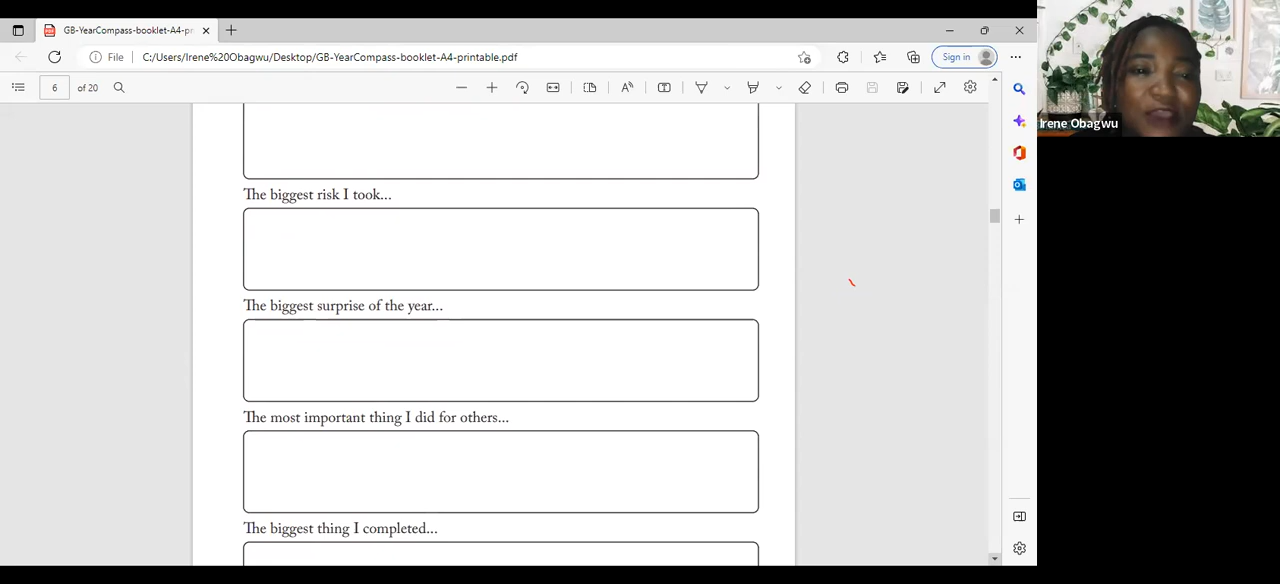 GB-YearCompass-booklet-A4-pr
File
C:/Users/Irene%20Obagwu/Desktop/GB-YearCompass-booklet-A4-printable.pdf
Sign in
6
of 20
Irene Obagwu
The biggest risk I took...
The biggest surprise of the year...
The most important thing I did for others...
The biggest thing I completed...